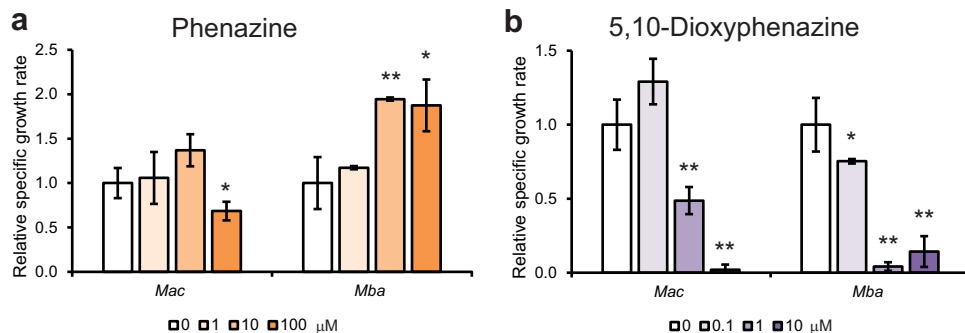 a
Phenazine
Relative specific growth rate
2.5
2.0
1.5
1.0
0.5
0.0
*
**
*
Mac
Mba
0 1 10 100 μM
b
5,10-Dioxyphenazine
Relative specific growth rate
1.5
1.0
0.5
0.0
**
**
*
**
**
Mac
Mba
0 0.1 1 10 μM